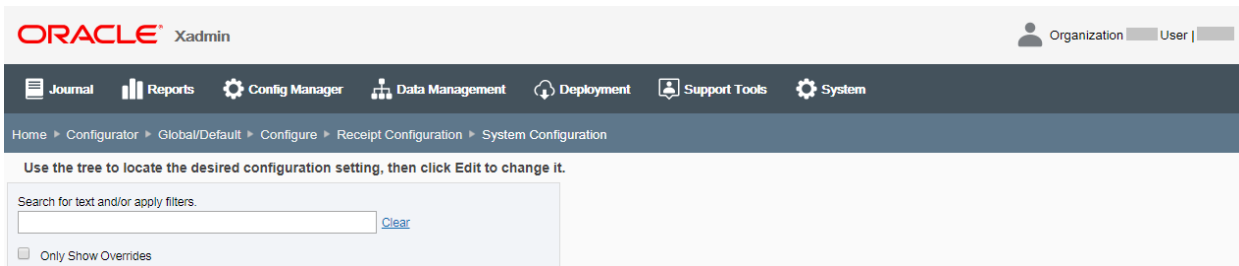 ORACLE® Xadmin Organization User |
Journal Reports Config Manager Data Management Deployment Support Tools System
Home ▸ Configurator ▸ Global/Default ▸ Configure ▸ Receipt Configuration ▸ System Configuration
Use the tree to locate the desired configuration setting, then click Edit to change it.
Search for text and/or apply filters.
Clear
Only Show Overrides